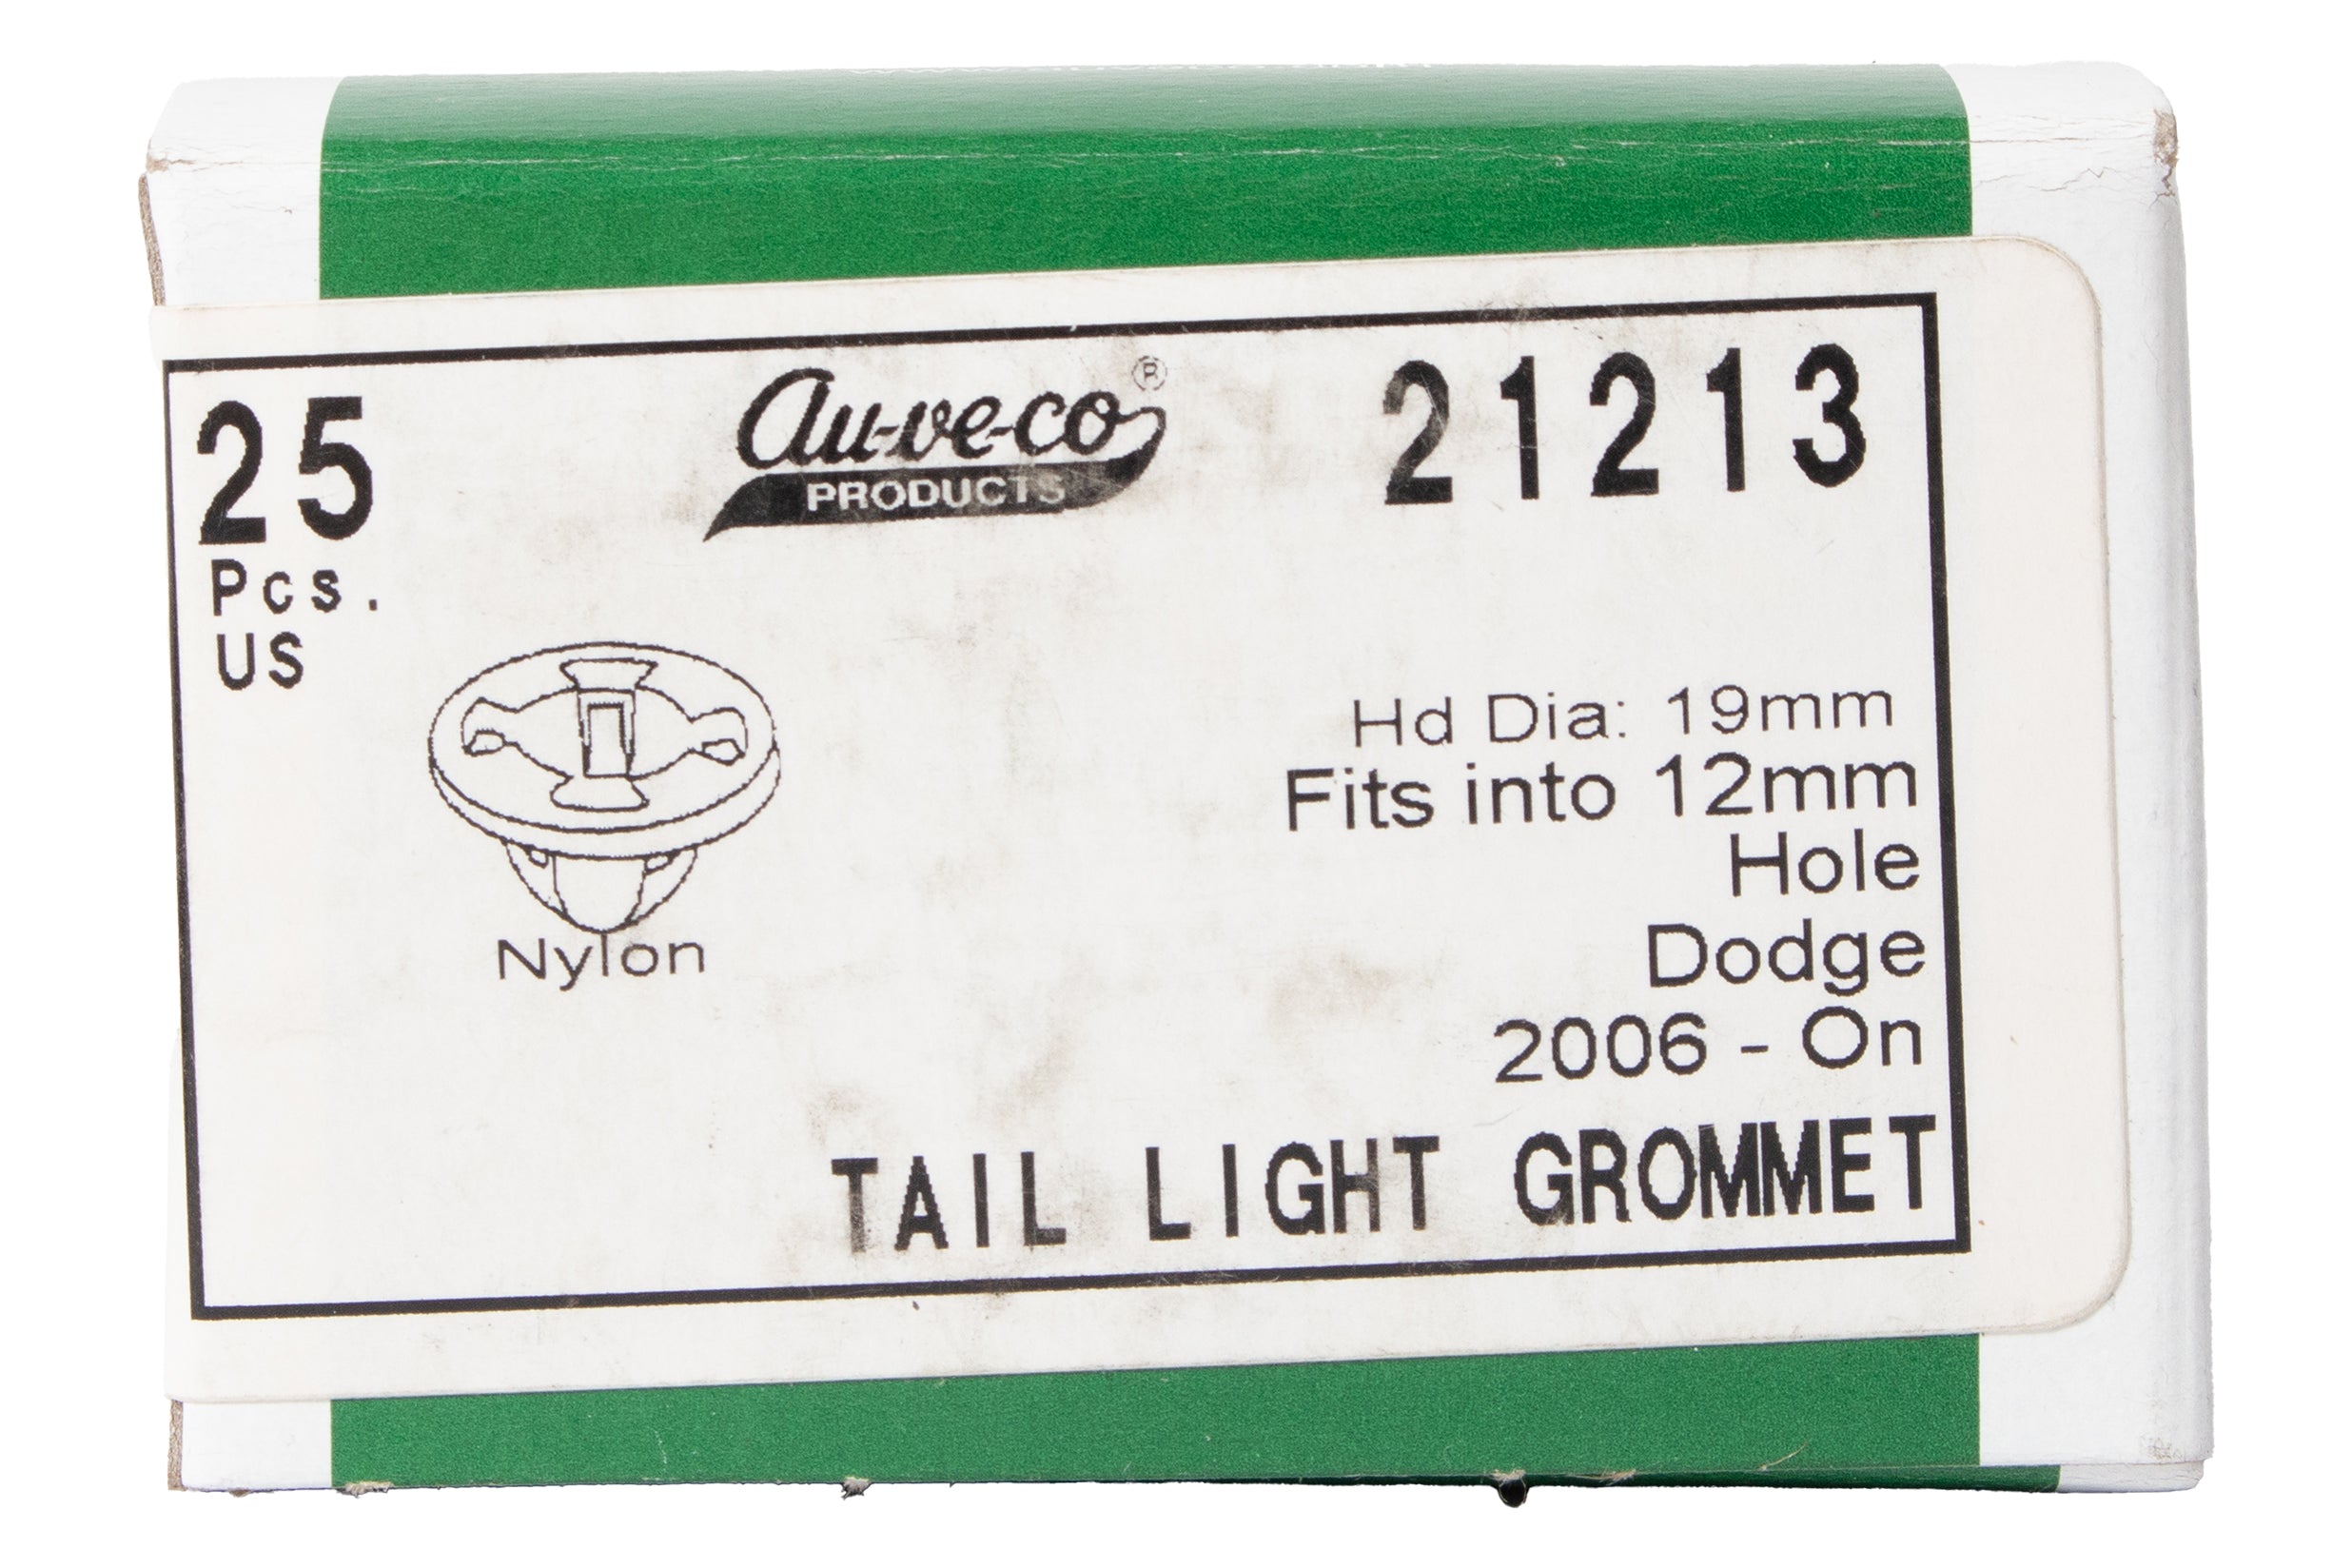 25
Pcs.
US
au-ve-co®
PRODUCTS
21213
Nylon
Hd Dia: 19mm
Fits into 12mm
Hole
Dodge
2006 - On
TAIL LIGHT GROMMET